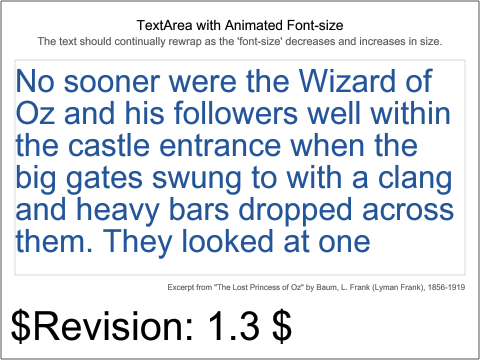 TextArea with Animated Font-size
The text should continually rewrap as the 'font-size' decreases and increases in size.
No sooner were the Wizard of
Oz and his followers well within
the castle entrance when the
big gates swung to with a clang
and heavy bars dropped across
them. They looked at one
Excerpt from "The Lost Princess of Oz" by Baum, L. Frank (Lyman Frank), 1856-1919
$Revision: 1.3 $